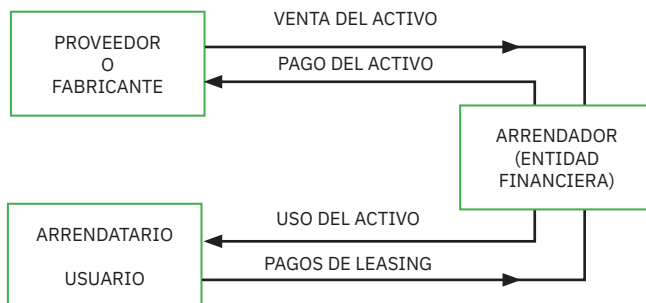 VENTA DEL ACTIVO
PROVEEDOR
O
FABRICANTE
PAGO DEL ACTIVO
ARRENDADOR
(ENTIDAD
FINANCIERA)
USO DEL ACTIVO
ARRENDATARIO
USUARIO
PAGOS DE LEASING